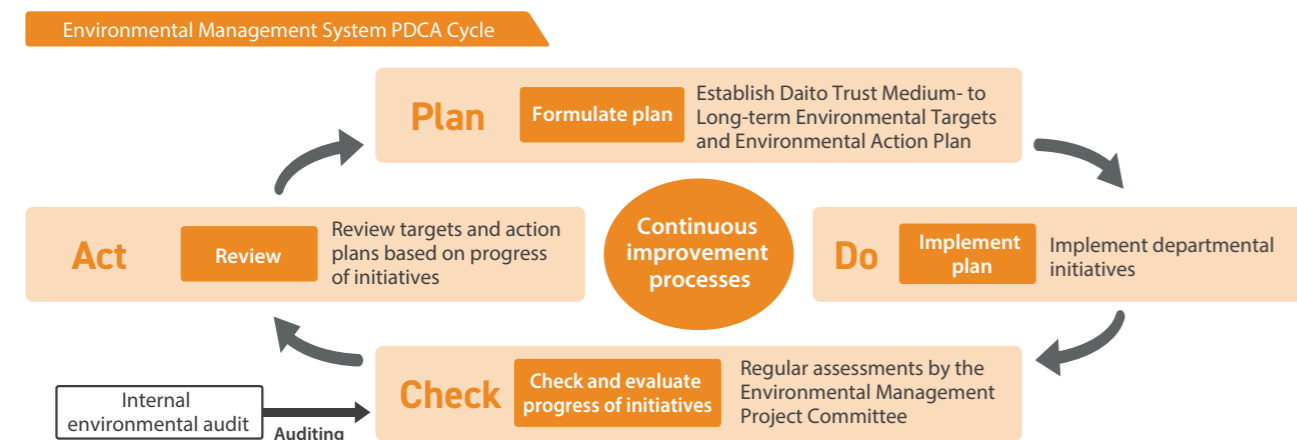 Environmental Management System PDCA Cycle
Plan
Formulate plan
Establish Daito Trust Medium- to
Long-term Environmental Targets
and Environmental Action Plan
Act
Review
Review targets and action
plans based on progress
of initiatives
Continuous
improvement
processes
Do
Implement
plan
Implement departmental
initiatives
Check
Check and evaluate
progress of initiatives
Regular assessments by the
Environmental Management
Project Committee
Internal
environmental audit
Auditing